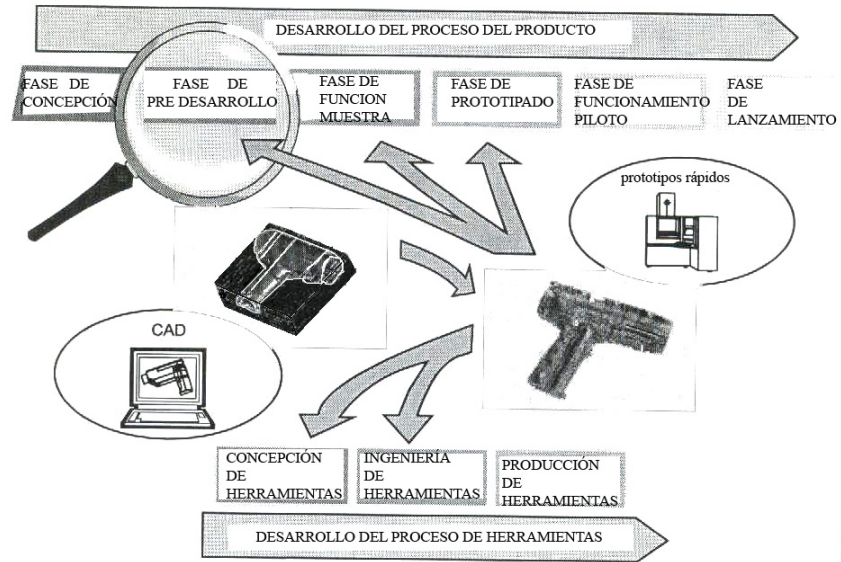 DESARROLLO DEL PROCESO DEL PRODUCTO
FASE DE
CONCEPCIÓN
FASE DE
PRE DESARROLLO
FASE DE
FUNCION
MUESTRA
FASE DE
PROTOTIPADO
FASE DE
FUNCIONAMIENTO
PILOTO
FASE
DE
LANZAMIENTO
prototipos rápidos
CAD
CONCEPCIÓN
DE
HERRAMIENTAS
INGENIERÍA
DE
HERRAMIENTAS
PRODUCCIÓN
DE
HERRAMIENTAS
DESARROLLO DEL PROCESO DE HERRAMIENTAS